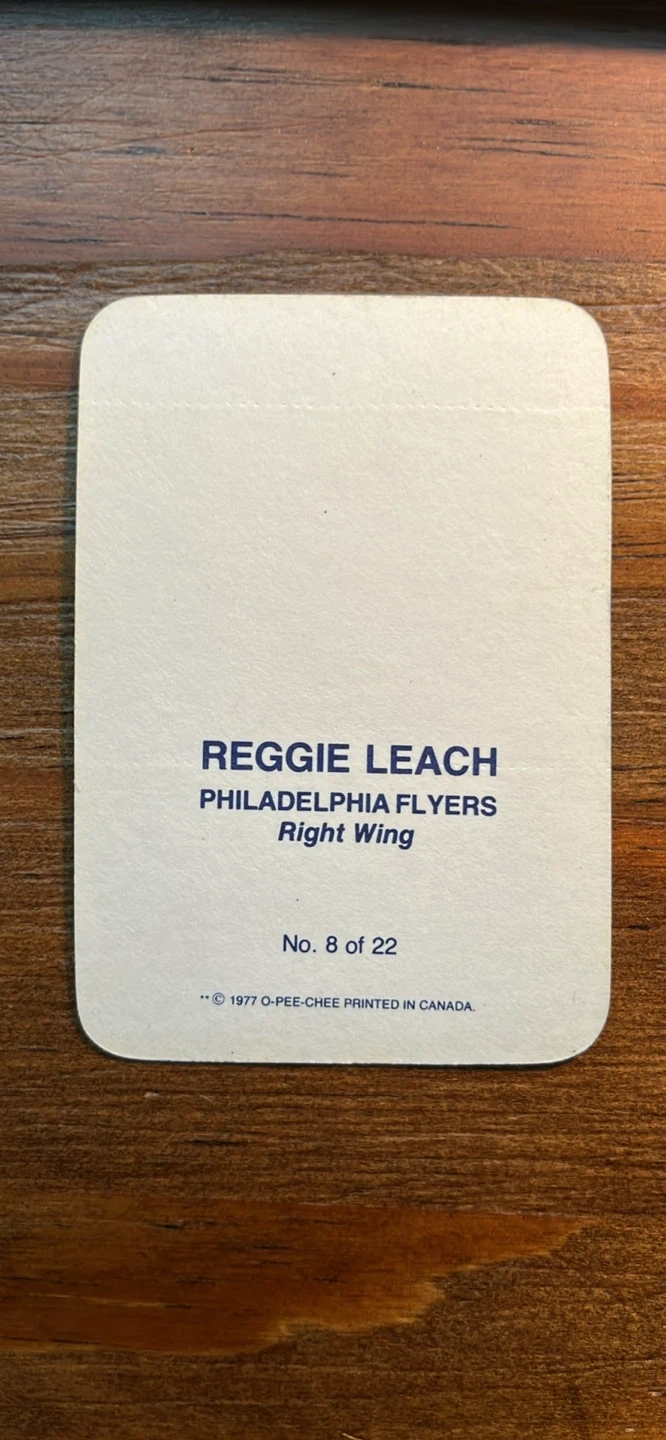 REGGIE LEACH
PHILADELPHIA FLYERS
Right Wing
No. 8 of 22
** © 1977 O-PEE-CHEE PRINTED IN CANADA.